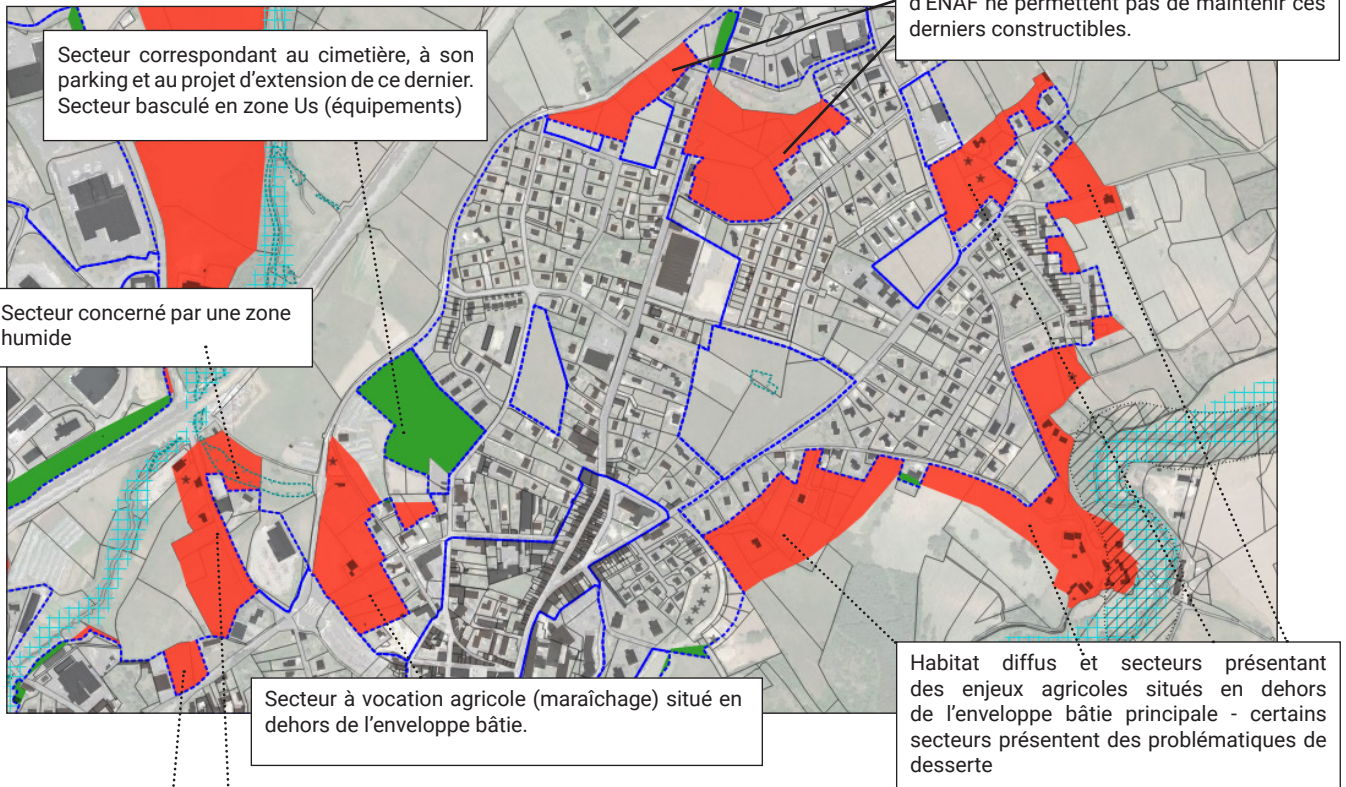 d'ENAF ne permettent pas de maintenir ces
derniers constructibles.
Secteur correspondant au cimetière, à son
parking et au projet d'extension de ce dernier.
Secteur basculé en zone Us (équipements)
Secteur concerné par une zone
humide
Secteur à vocation agricole (maraîchage) situé en
dehors de l'enveloppe bâtie.
Habitat diffus et secteurs présentant
des enjeux agricoles situés en dehors
de l'enveloppe bâtie principale - certains
secteurs présentent des problématiques de
desserte